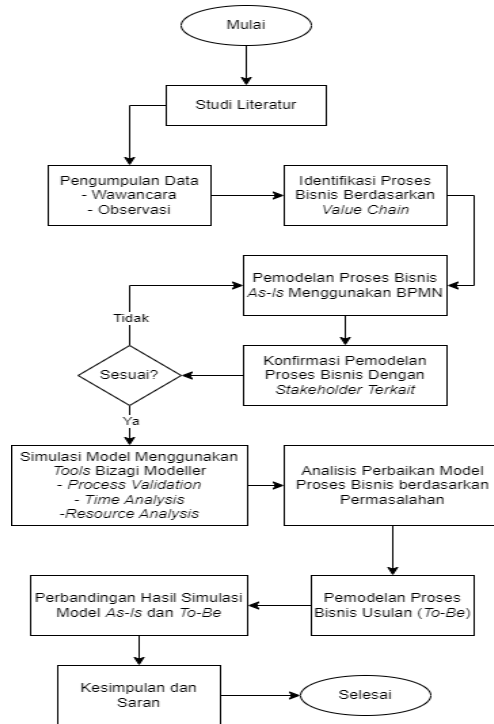 Mulai
Studi Literatur
Pengumpulan Data
- Wawancara
- Observasi
Identifikasi Proses
Bisnis Berdasarkan
Value Chain
Pemodelan Proses Bisnis
As-Is Menggunakan BPMN
Tidak
Konfirmasi Pemodelan
Proses Bisnis Dengan
Stakeholder Terkait
Sesuai?
Ya
Simulasi Model Menggunakan
Tools Bizagi Modeller
- Process Validation
- Time Analysis
-Resource Analysis
Analisis Perbaikan Model
Proses Bisnis berdasarkan
Permasalahan
Pemodelan Proses
Bisnis Usulan (To-Be)
Perbandingan Hasil Simulasi
Model As-Is dan To-Be
Kesimpulan dan
Saran
Selesai